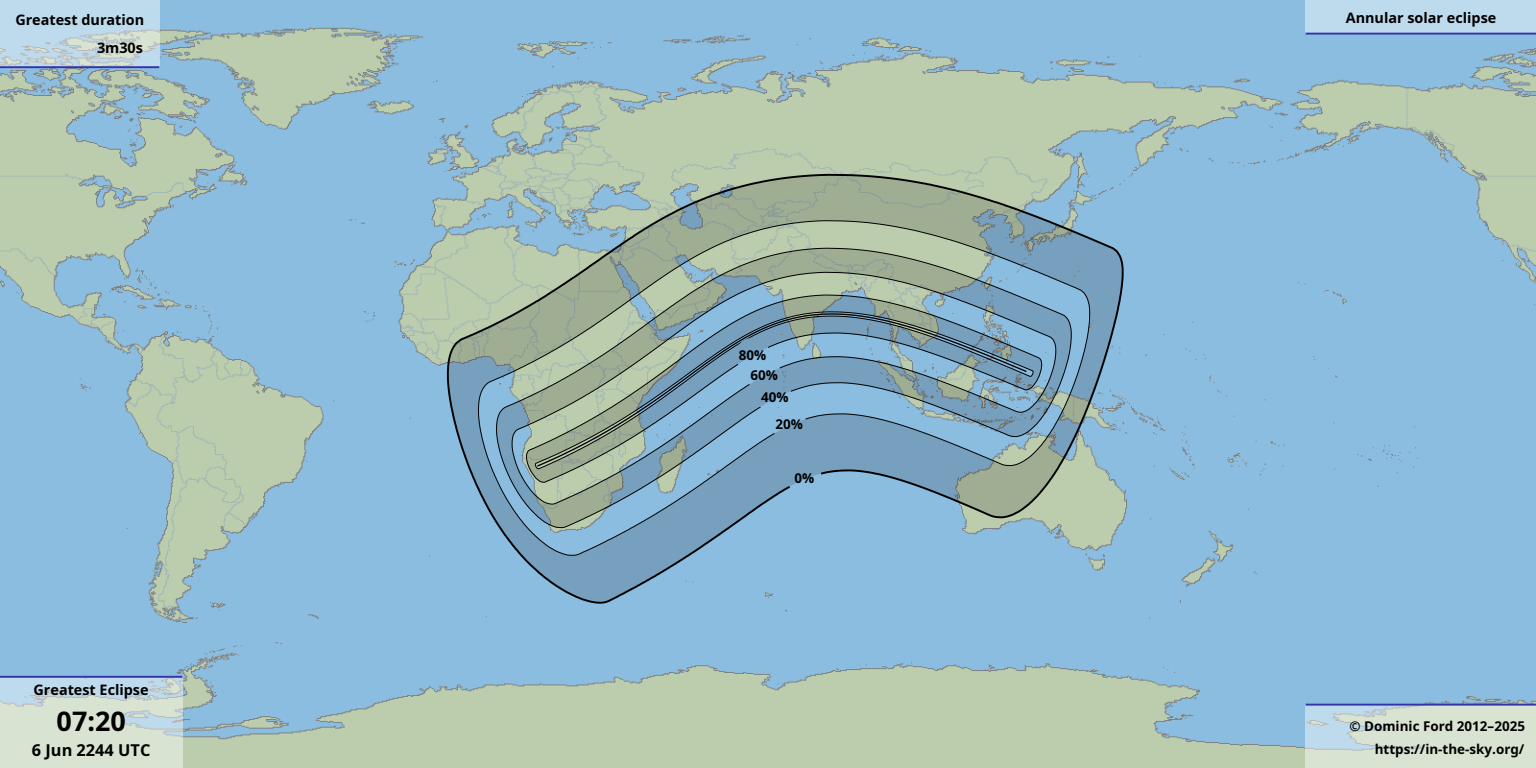 Greatest duration
3m30s
Annular solar eclipse
80%
60%
40%
20%
0%
Greatest Eclipse
07:20
6 Jun 2244 UTC
© Dominic Ford 2012–2025
https://in-the-sky.org/